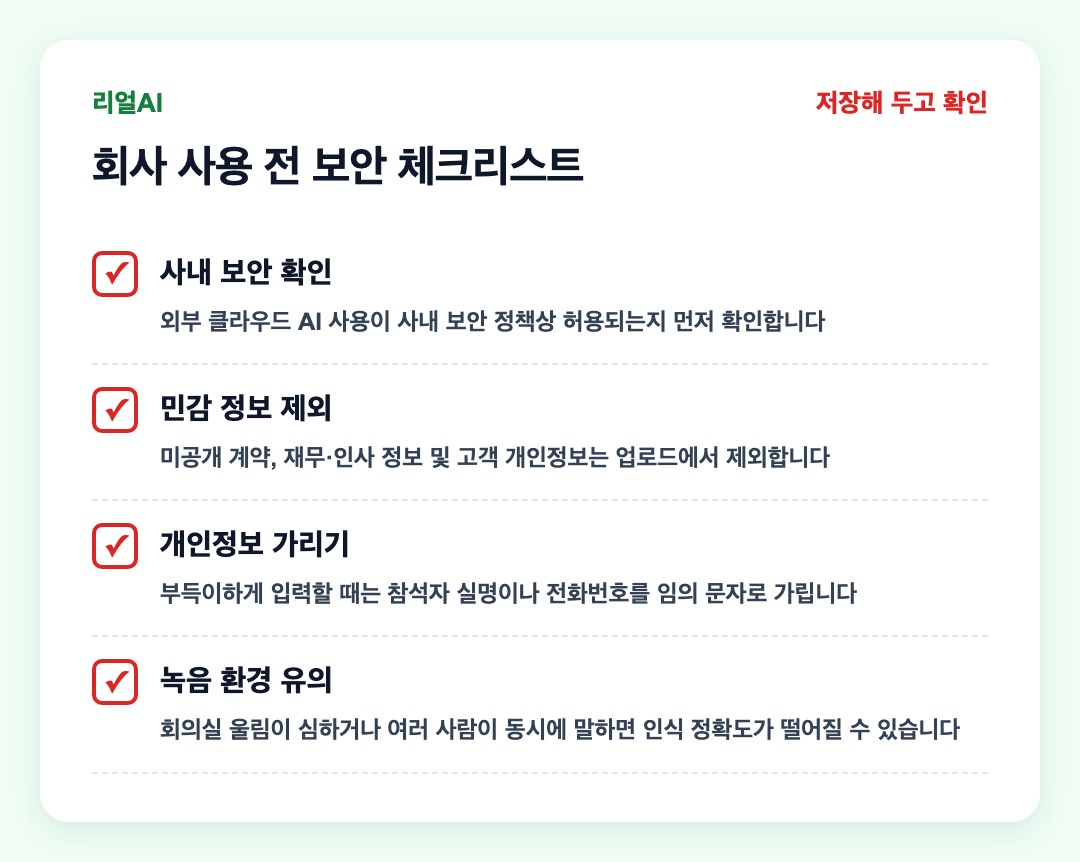 리얼AI
저장해 두고 확인
회사 사용 전 보안 체크리스트
사내 보안 확인
외부 클라우드 AI 사용이 사내 보안 정책상 허용되는지 먼저 확인합니다
민감 정보 제외
미공개 계약, 재무·인사 정보 및 고객 개인정보는 업로드에서 제외합니다
개인정보 가리기
부득이하게 입력할 때는 참석자 실명이나 전화번호를 임의 문자로 가립니다
녹음 환경 유의
회의실 울림이 심하거나 여러 사람이 동시에 말하면 인식 정확도가 떨어질 수 있습니다